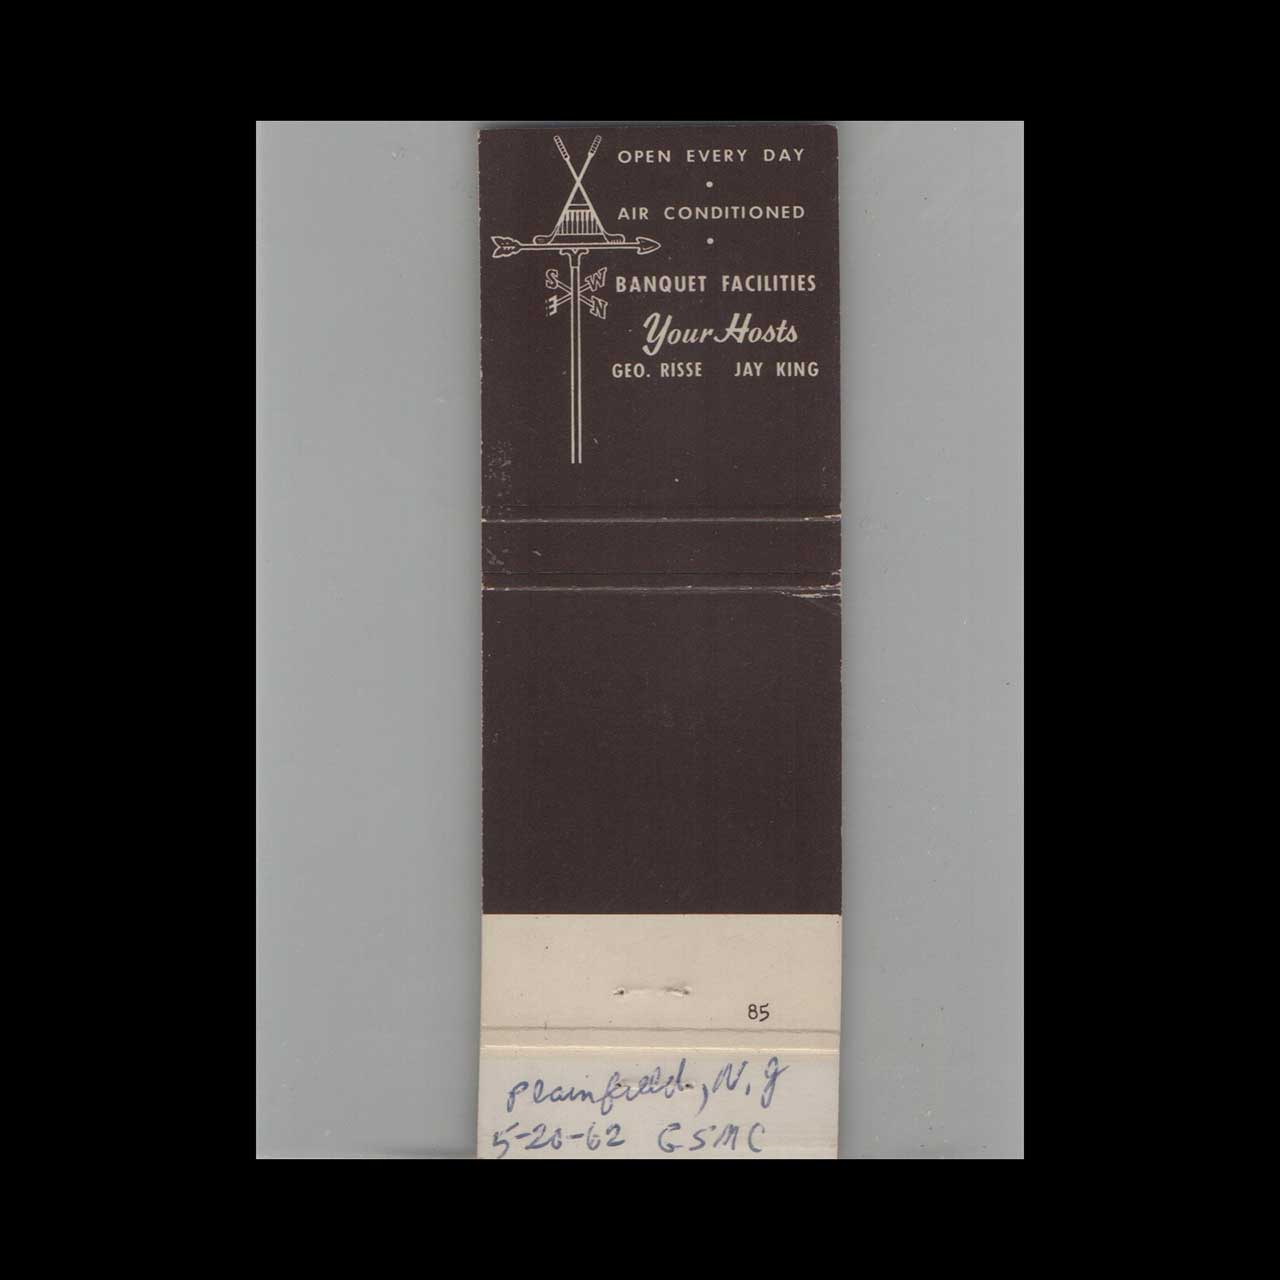 OPEN EVERY DAY
•
AIR CONDITIONED
•
S W
E N
BANQUET FACILITIES
Your Hosts
GEO. RISSE JAY KING
85
Plainfield, N. J
5-20-62 GSMC